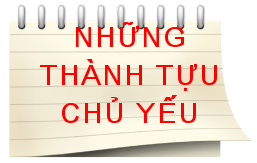 NHỮNG
THÀNH TỰU
CHỦ YẾU